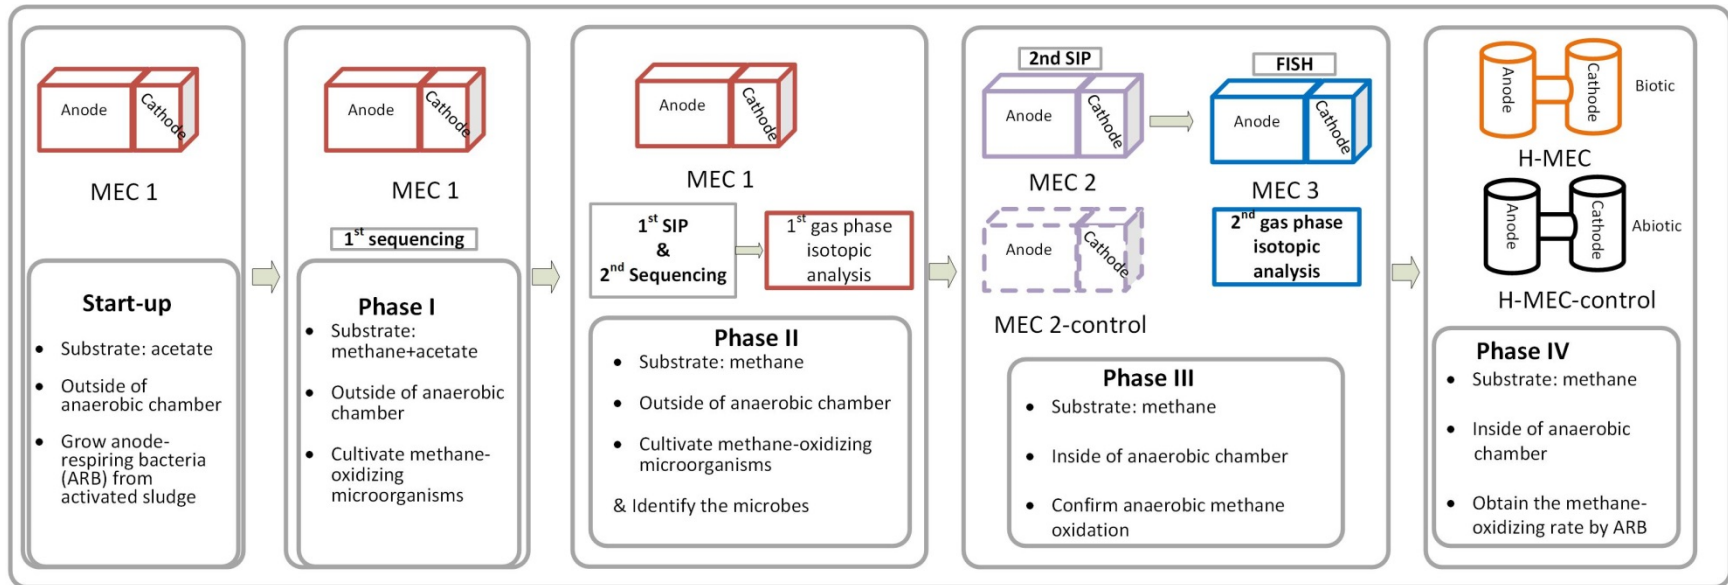 Anode
Cathode
MEC 1
Start-up
• Substrate: acetate
• Outside of
anaerobic chamber
• Grow anode-
respiring bacteria
(ARB) from
activated sludge
Anode
Cathode
MEC 1
1st sequencing
Phase I
• Substrate:
methane+acetate
• Outside of anaerobic
chamber
• Cultivate methane-
oxidizing
microorganisms
Anode
Cathode
MEC 1
1st SIP
&
2nd Sequencing
1st gas phase
isotopic
analysis
Phase II
• Substrate: methane
• Outside of anaerobic chamber
• Cultivate methane-oxidizing
microorganisms
& Identify the microbes
2nd SIP
Anode
Cathode
MEC 2
Anode
Cathode
MEC 2-control
FISH
Anode
Cathode
MEC 3
2nd gas phase
isotopic
analysis
Phase III
• Substrate: methane
• Inside of anaerobic chamber
• Confirm anaerobic methane
oxidation
Anode
Cathode
Biotic
H-MEC
Anode
Cathode
Abiotic
H-MEC-control
Phase IV
• Substrate: methane
• Inside of anaerobic
chamber
• Obtain the methane-
oxidizing rate by ARB